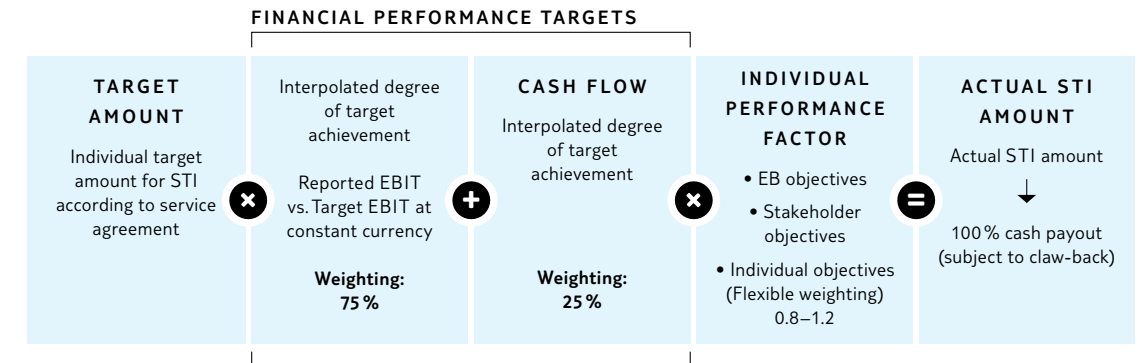 FINANCIAL PERFORMANCE TARGETS
TARGET
AMOUNT
Individual target
amount for STI
according to service
agreement
×
Interpolated degree
of target
achievement
Reported EBIT
vs. Target EBIT at
constant currency
Weighting:
75 %
+
CASH FLOW
Interpolated degree
of target
achievement
Weighting:
25 %
×
INDIVIDUAL
PERFORMANCE
FACTOR
• EB objectives
• Stakeholder
objectives
• Individual objectives
(Flexible weighting)
0.8–1.2
=
ACTUAL STI
AMOUNT
Actual STI amount
100 % cash payout
(subject to claw-back)